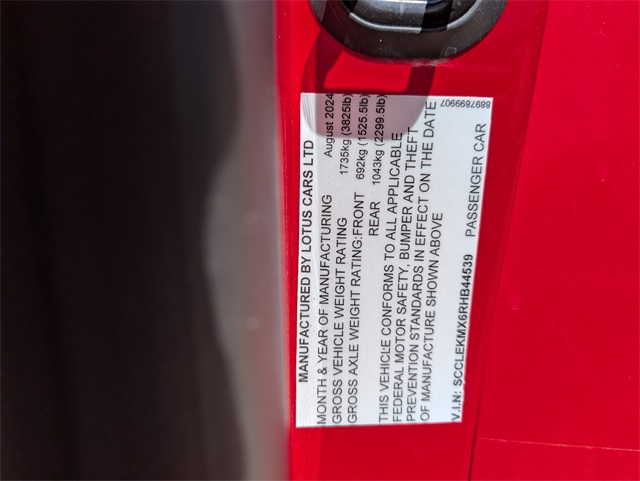 MANUFACTURED BY LOTUS CARS LTD
MONTH & YEAR OF MANUFACTURING August 2024
GROSS VEHICLE WEIGHT RATING 1735kg (3825lb)
GROSS AXLE WEIGHT RATING:FRONT 692kg (1525.5lb)
REAR 1043kg (2299.5lb)
THIS VEHICLE CONFORMS TO ALL APPLICABLE
FEDERAL MOTOR SAFETY, BUMPER AND THEFT
PREVENTION STANDARDS IN EFFECT ON THE DATE
OF MANUFACTURE SHOWN ABOVE
V.I.N: SCCLEKMX6RHB44539 PASSENGER CAR
8897899907